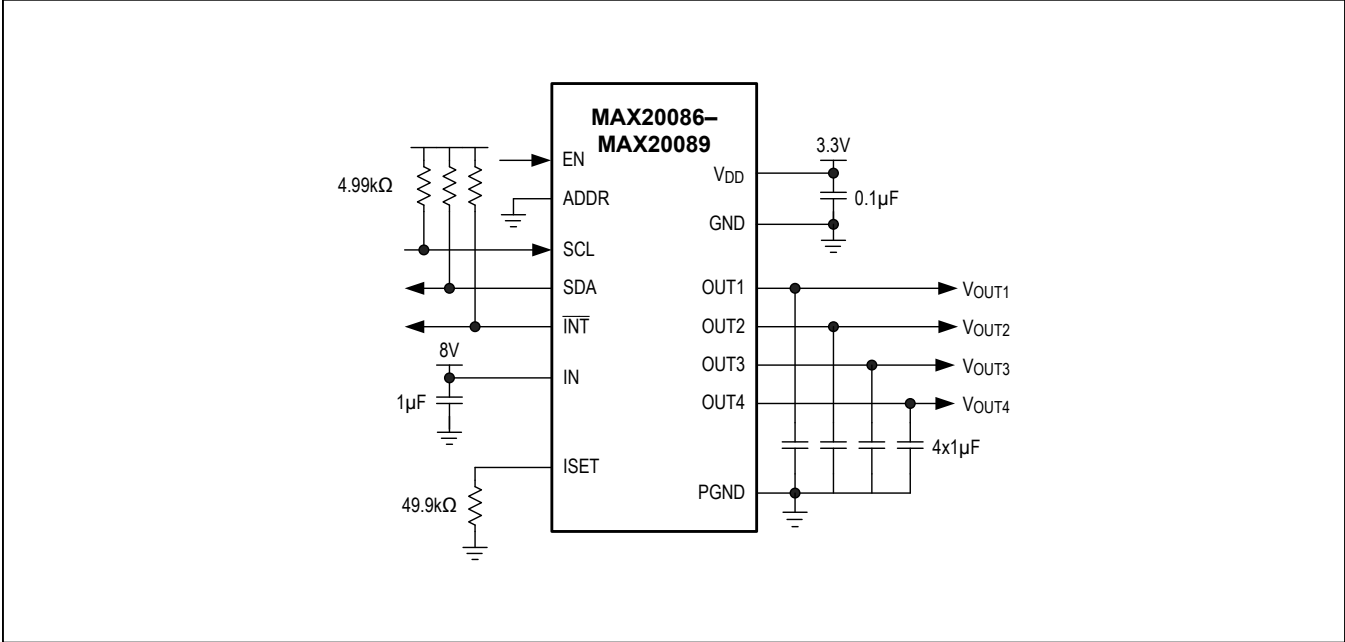 MAX20086–
MAX20089
EN
ADDR
SCL
SDA
INT
IN
ISET
VDD
GND
OUT1
OUT2
OUT3
OUT4
PGND
4.99kΩ
8V
1µF
49.9kΩ
3.3V
0.1µF
VOUT1
VOUT2
VOUT3
VOUT4
4x1µF